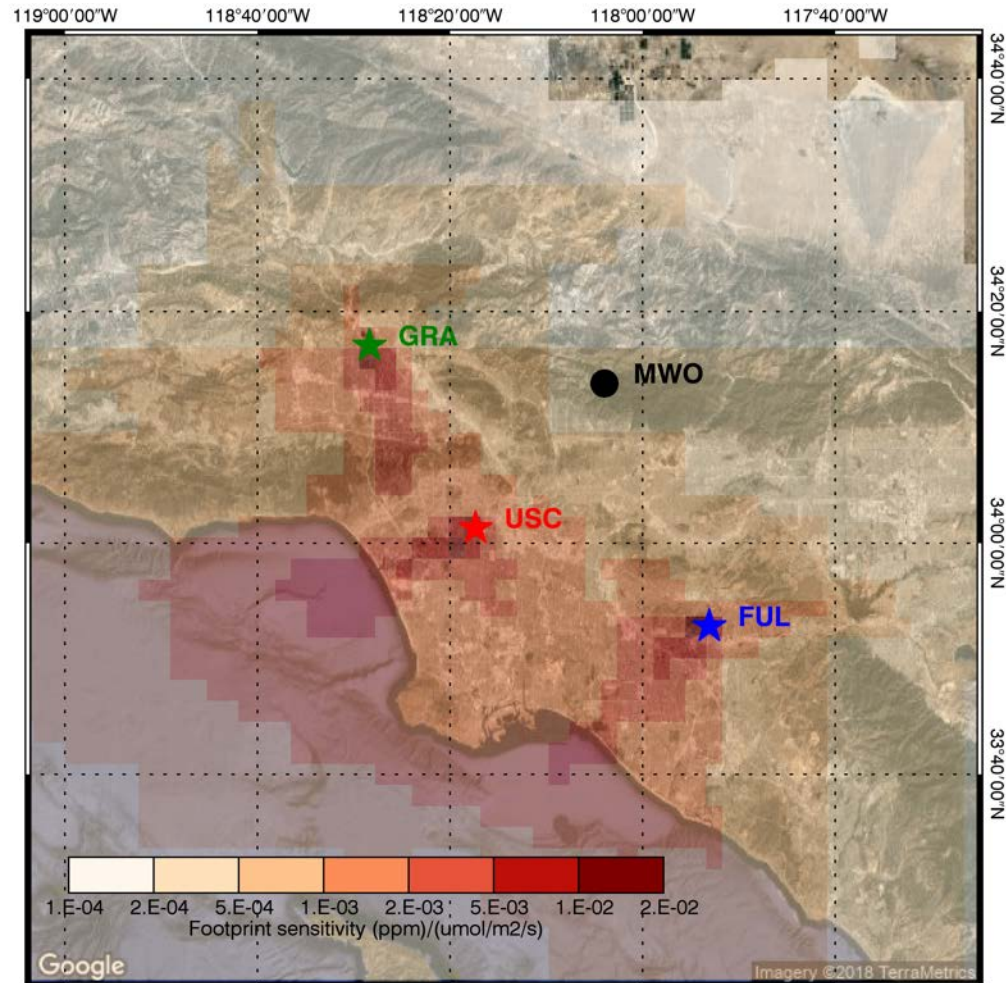 119°00'00"W 118°40'00"W 118°20'00"W 118°00'00"W 117°40'00"W
34°40'00"N
34°20'00"N
GRA
MWO
USC
34°00'00"N
FUL
33°40'00"N
1.E-04 2.E-04 5.E-04 1.E-03 2.E-03 5.E-03 1.E-02 2.E-02
Footprint sensitivity (ppm)/(umol/m2/s)
Google
Imagery ©2018 TerraMetrics